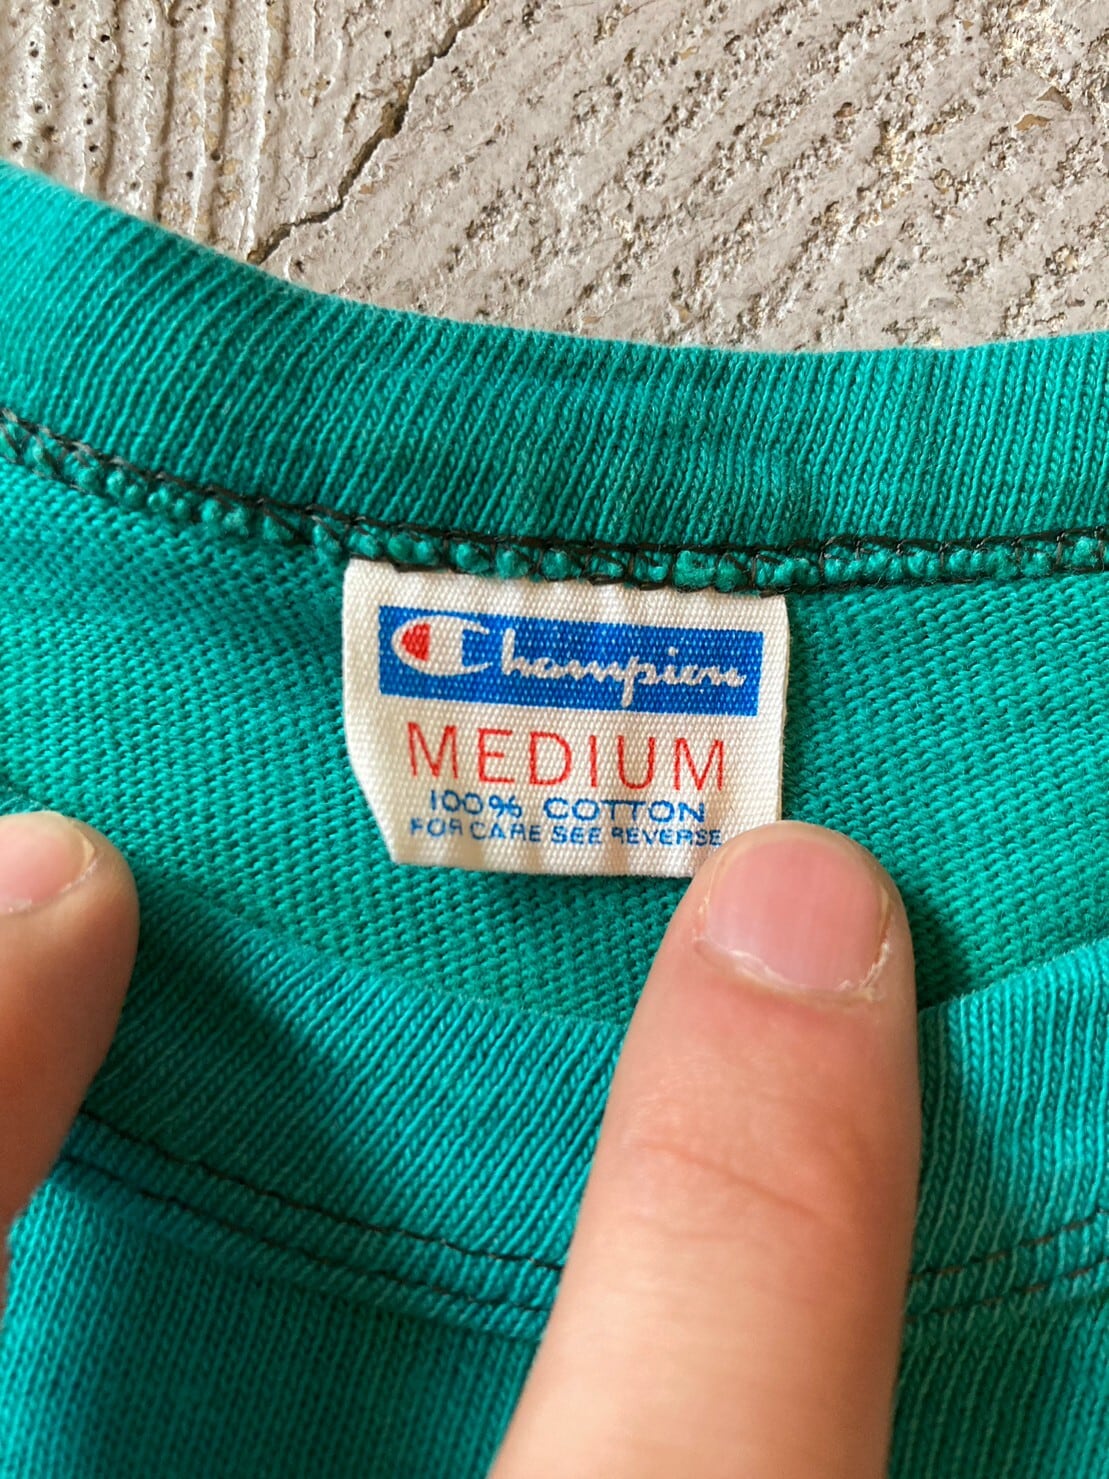 Champion
MEDIUM
100% COTTON
FOR CARE SEE REVERSE